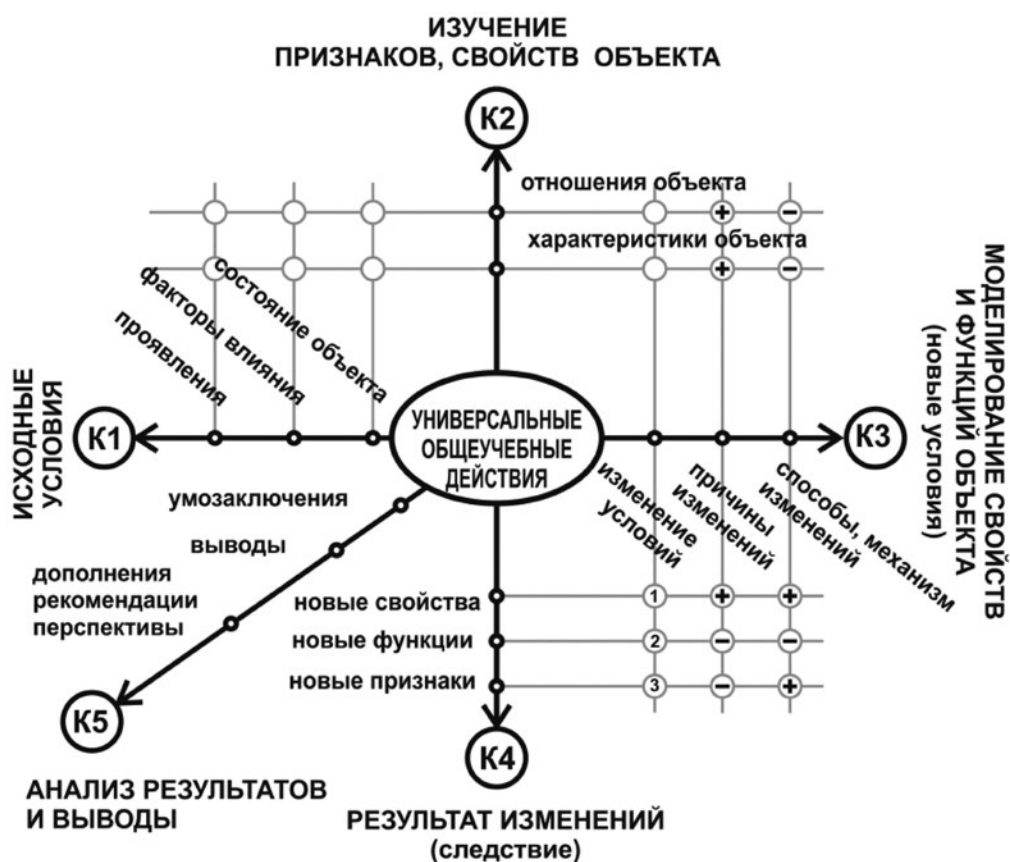 ИЗУЧЕНИЕ
ПРИЗНАКОВ, СВОЙСТВ ОБЪЕКТА
К2
отношения объекта
+
−
характеристики объекта
+
−
состояние объекта
факторы влияния
проявления
ИСХОДНЫЕ
УСЛОВИЯ
К1
УНИВЕРСАЛЬНЫЕ
ОБЩЕУЧЕБНЫЕ
ДЕЙСТВИЯ
К3
МОДЕЛИРОВАНИЕ СВОЙСТВ
И ФУНКЦИЙ ОБЪЕКТА
(новые условия)
изменение
условий
причины
изменений
способы, механизм
изменений
умозаключения
выводы
дополнения
рекомендации
перспективы
новые свойства
1
+
+
новые функции
2
−
−
новые признаки
3
−
+
К5
К4
АНАЛИЗ РЕЗУЛЬТАТОВ
И ВЫВОДЫ
РЕЗУЛЬТАТ ИЗМЕНЕНИЙ
(следствие)